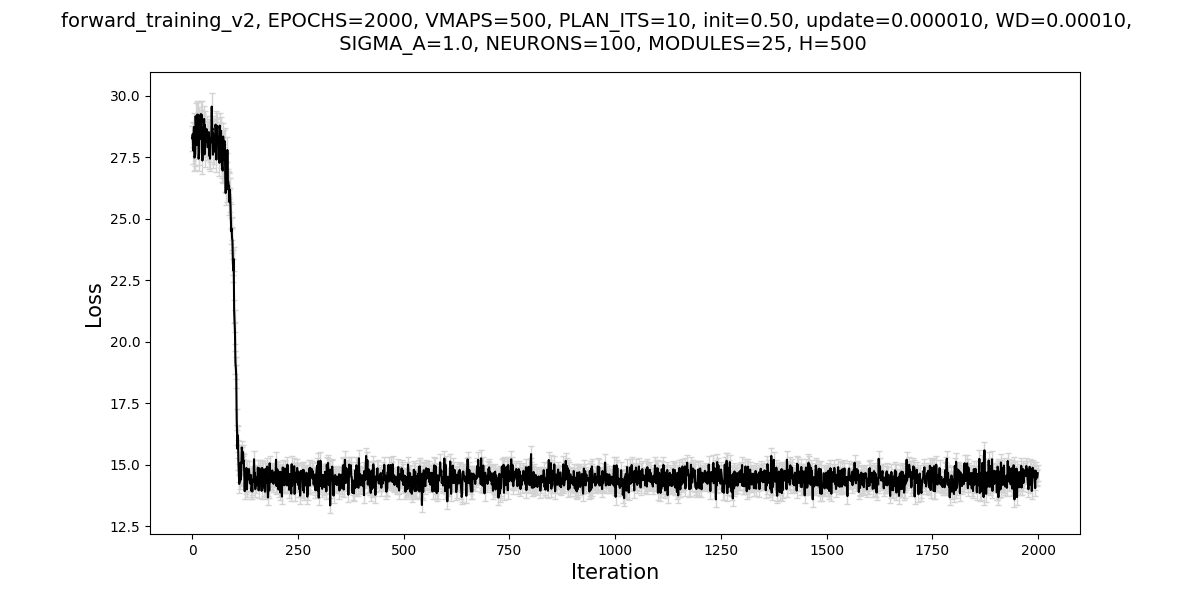 forward_training_v2, EPOCHS=2000, VMAPS=500, PLAN_ITS=10, init=0.50, update=0.000010, WD=0.00010,
SIGMA_A=1.0, NEURONS=100, MODULES=25, H=500
30.0
27.5
25.0
22.5
20.0
17.5
15.0
12.5
Loss
0 250 500 750 1000 1250 1500 1750 2000
Iteration